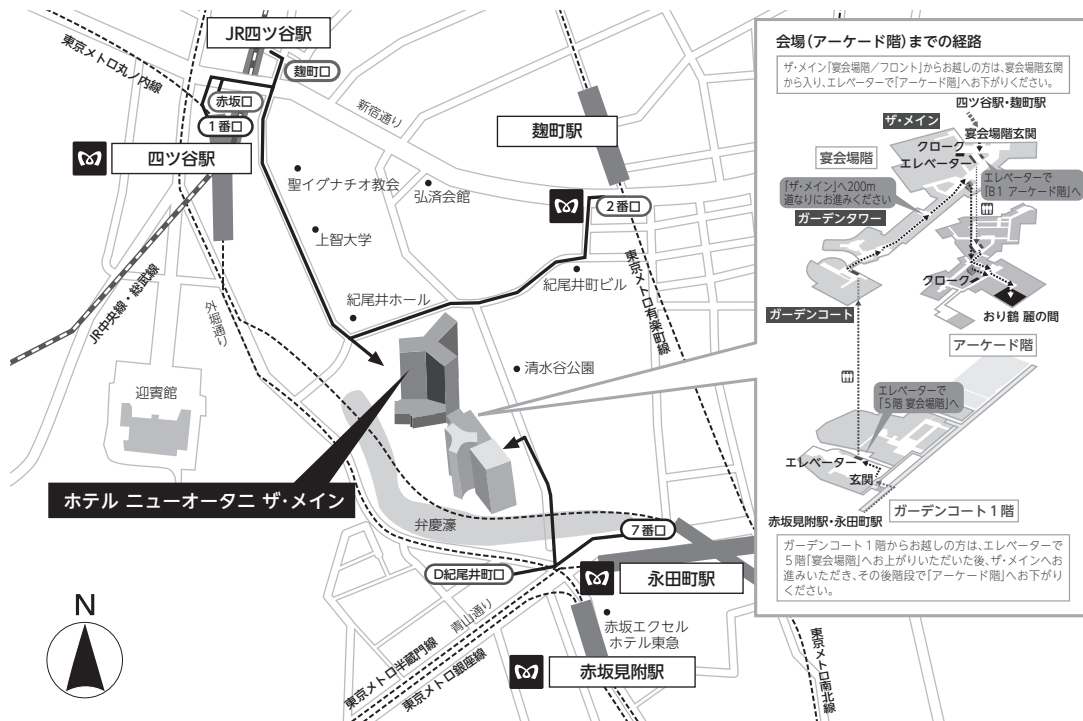 JR四ツ谷駅
東京メトロ丸ノ内線
麹町口
赤坂口
1番口
四ツ谷駅
新宿通り
麹町駅
聖イグナチオ教会
弘済会館
2番口
上智大学
紀尾井町ビル
東京メトロ有楽町線
JR中央線・総武線
外堀通り
紀尾井ホール
清水谷公園
迎賓館
ホテル ニューオータニ ザ・メイン
弁慶濠
7番口
D紀尾井町口
永田町駅
N
青山通り
赤坂エクセル
ホテル東急
東京メトロ半蔵門線
東京メトロ銀座線
赤坂見附駅
東京メトロ南北線
会場(アーケード階)までの経路
ザ・メイン「宴会場階/フロント」からお越しの方は、宴会場階玄関
から入り、エレベーターで「アーケード階」へお下がりください。
四ツ谷駅・麹町駅
ザ・メイン
宴会場階玄関
クローク
エレベーター
宴会場階
エレベーターで
「B1 アーケード階」へ
「ザ・メイン」へ200m
道なりにお進みください
ガーデンタワー
クローク
おり鶴 麗の間
ガーデンコート
アーケード階
エレベーターで
「5階 宴会場階」へ
エレベーター
玄関
ガーデンコート1階
赤坂見附駅・永田町駅
ガーデンコート1階からお越しの方は、エレベーターで
5階「宴会場階」へお上がりいただいた後、ザ・メインへお
進みいただき、その後階段で「アーケード階」へお下がり
ください。